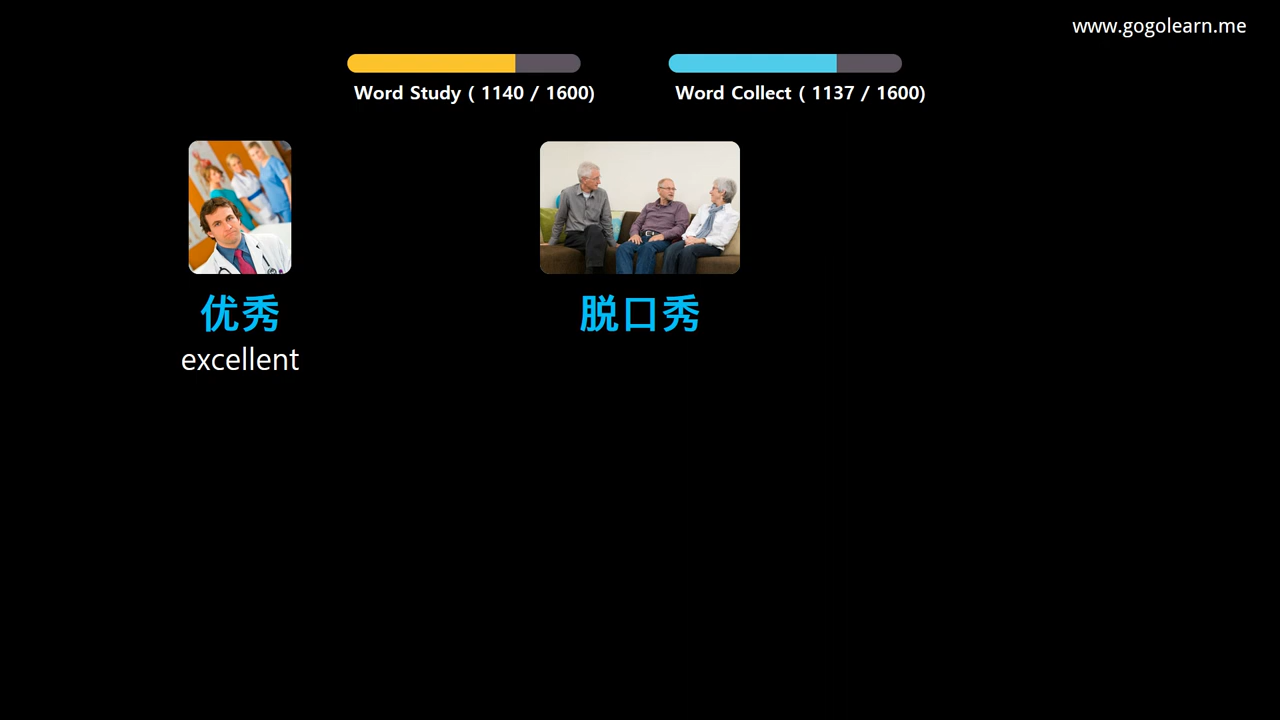 www.gogolearn.me
Word Study ( 1140 / 1600)
Word Collect ( 1137 / 1600)
优秀
脱口秀
excellent